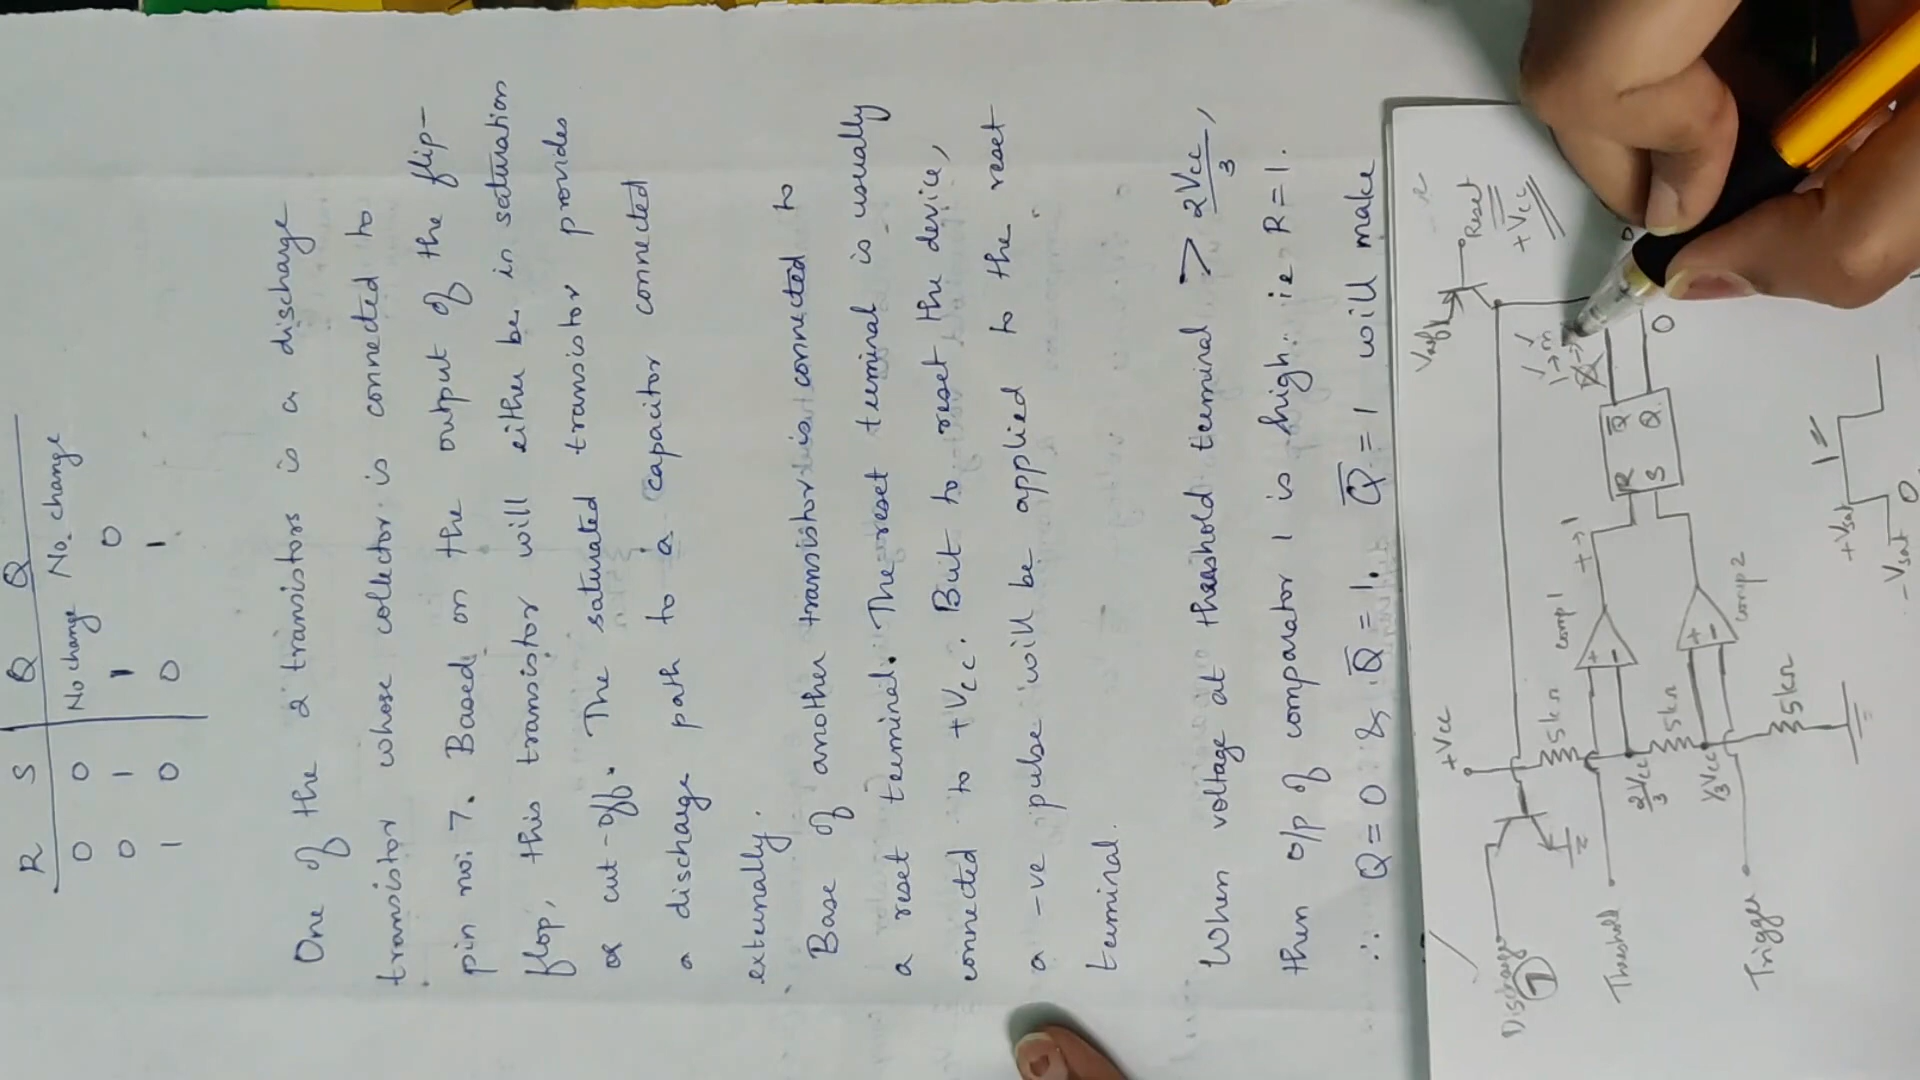 R S Q Q
0 0 No change No change
0 1 1 0
1 0 0 1
One of the 2 transistors is a discharge
transistor whose collector is connected to
pin no: 7. Based on the output of the flip-
flop, this transistor will either be in saturation
or cut-off. The saturated transistor provides
a discharge path to a capacitor connected
externally.
Base of another transistor is connected to
a reset terminal. The reset terminal is usually
connected to +Vcc. But to reset the device,
a -ve pulse will be applied to the reset
terminal.
When voltage at threshold terminal > 2Vcc/3,
then o/p of comparator 1 is high. ie R=1.
∴ Q=0 & Q̅=1. Q̅=1 will make
Discharge
7
Threshold
Trigger
+Vcc
5kΩ
2Vcc/3
5kΩ
1/3Vcc
5kΩ
+ - comp1
+ - comp2
+→1
R Q̅
S Q
0
Vref
Reset
+Vcc
+Vsat 1
-Vsat 0